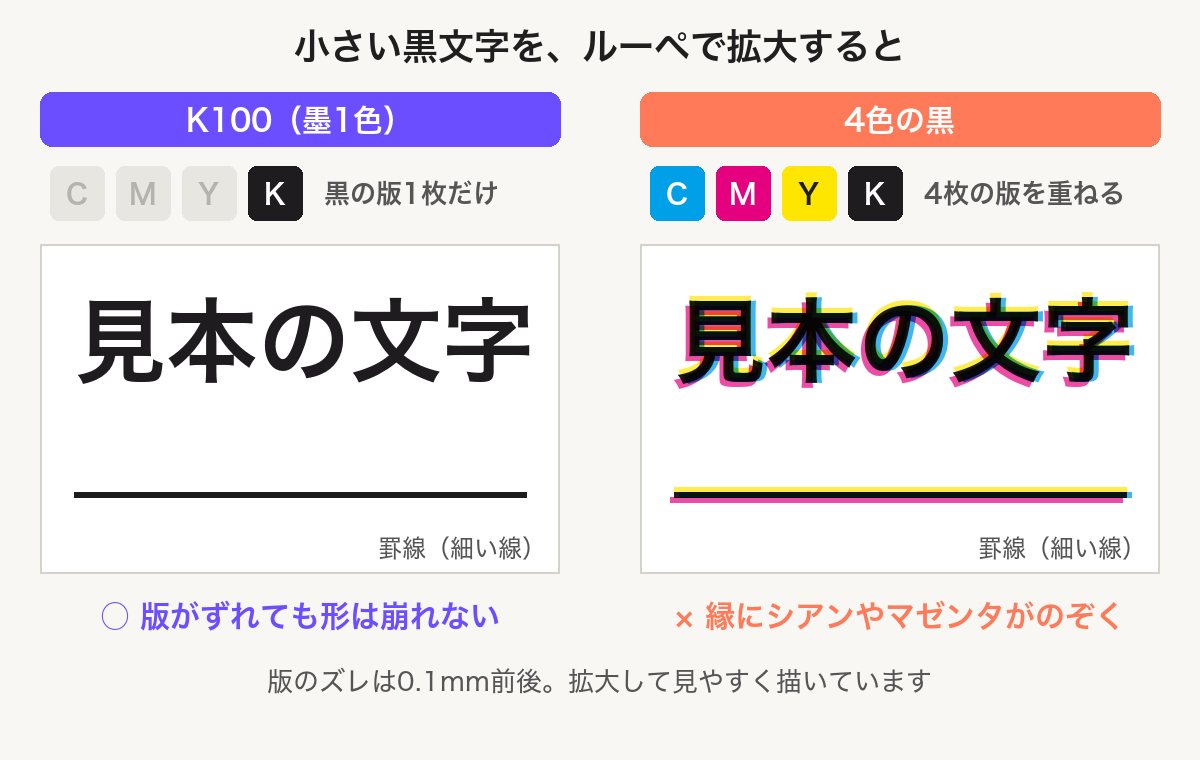 小さい黒文字を、ルーペで拡大すると
K100（墨1色）
C M Y K 黒の版1枚だけ
見本の文字
罫線（細い線）
○ 版がずれても形は崩れない
4色の黒
C M Y K 4枚の版を重ねる
見本の文字
罫線（細い線）
× 縁にシアンやマゼンタがのぞく
版のズレは0.1mm前後。拡大して見やすく描いています